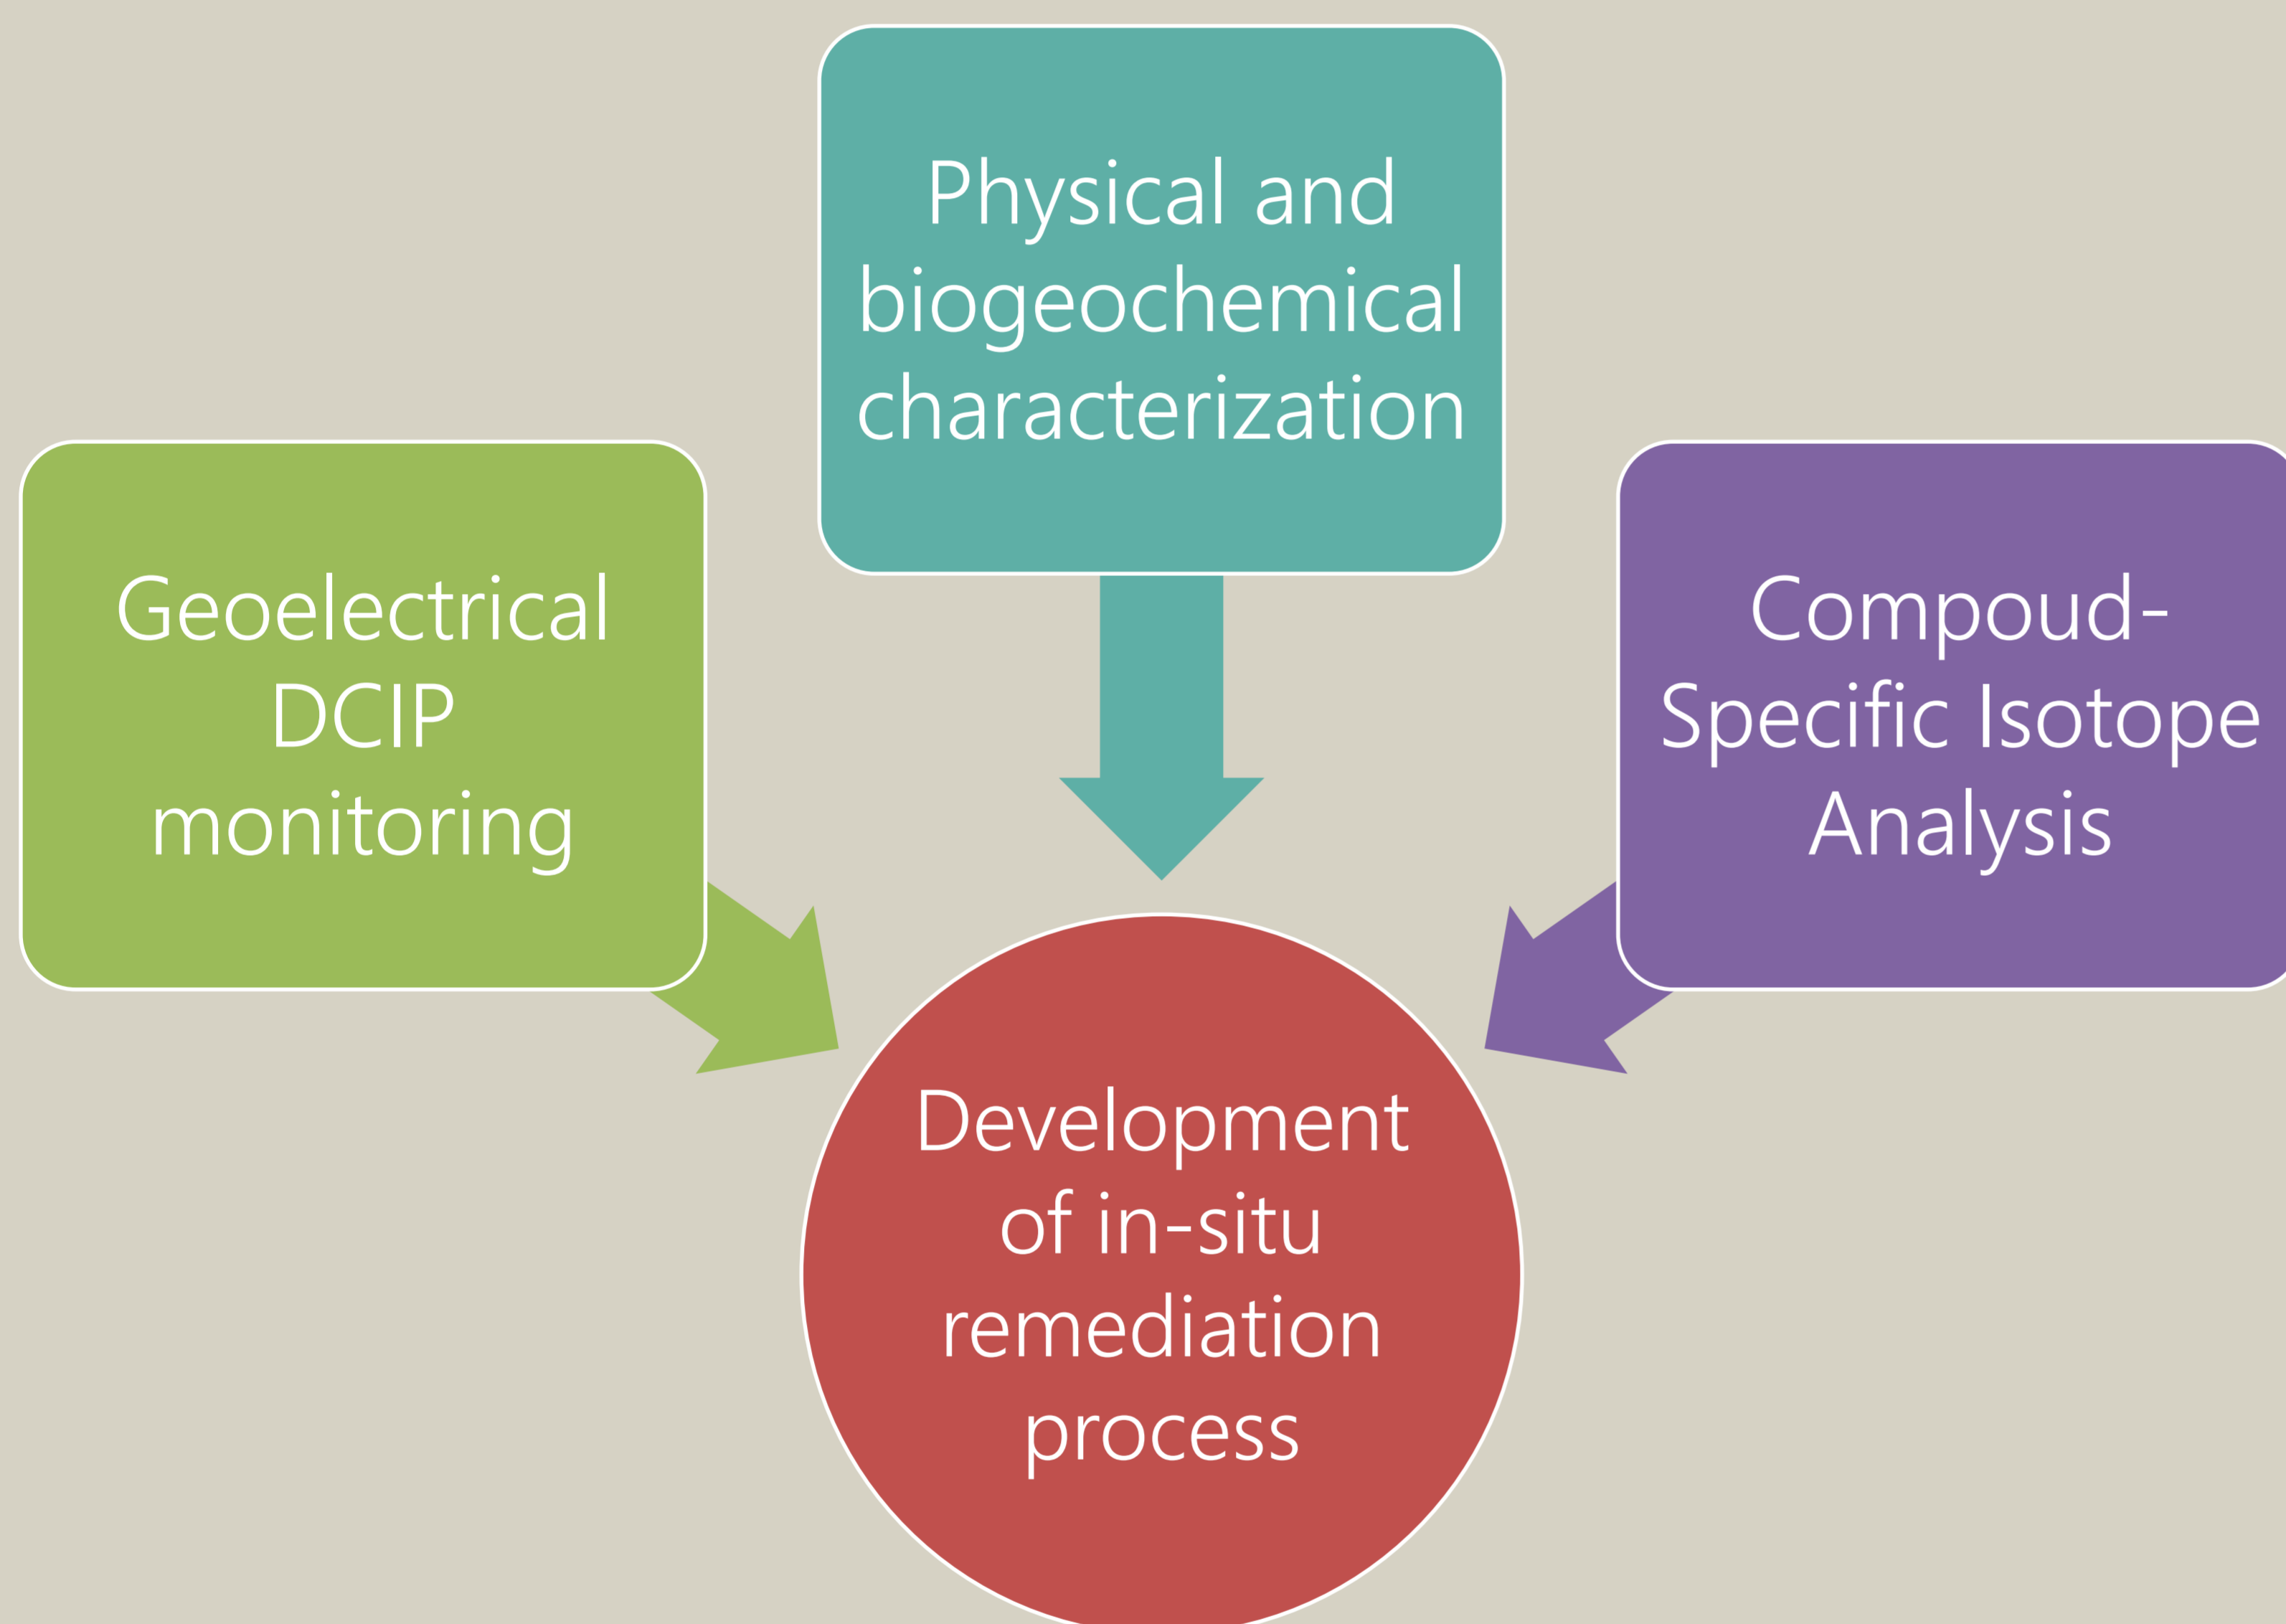 Physical and
biogeochemical
characterization
Geoelectrical
DCIP
monitoring
Compoud-
Specific Isotope
Analysis
Development
of in-situ
remediation
process